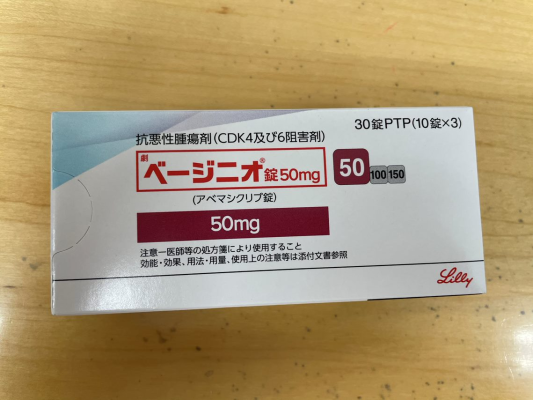 30錠PTP(10錠×3)
抗悪性腫瘍剤(CDK4及び6阻害剤)
劇 ベージニオ®錠50mg
50 100 150
(アベマシクリブ錠)
50mg
注意ー医師等の処方箋により使用すること
効能・効果、用法・用量、使用上の注意等は添付文書参照
Lilly